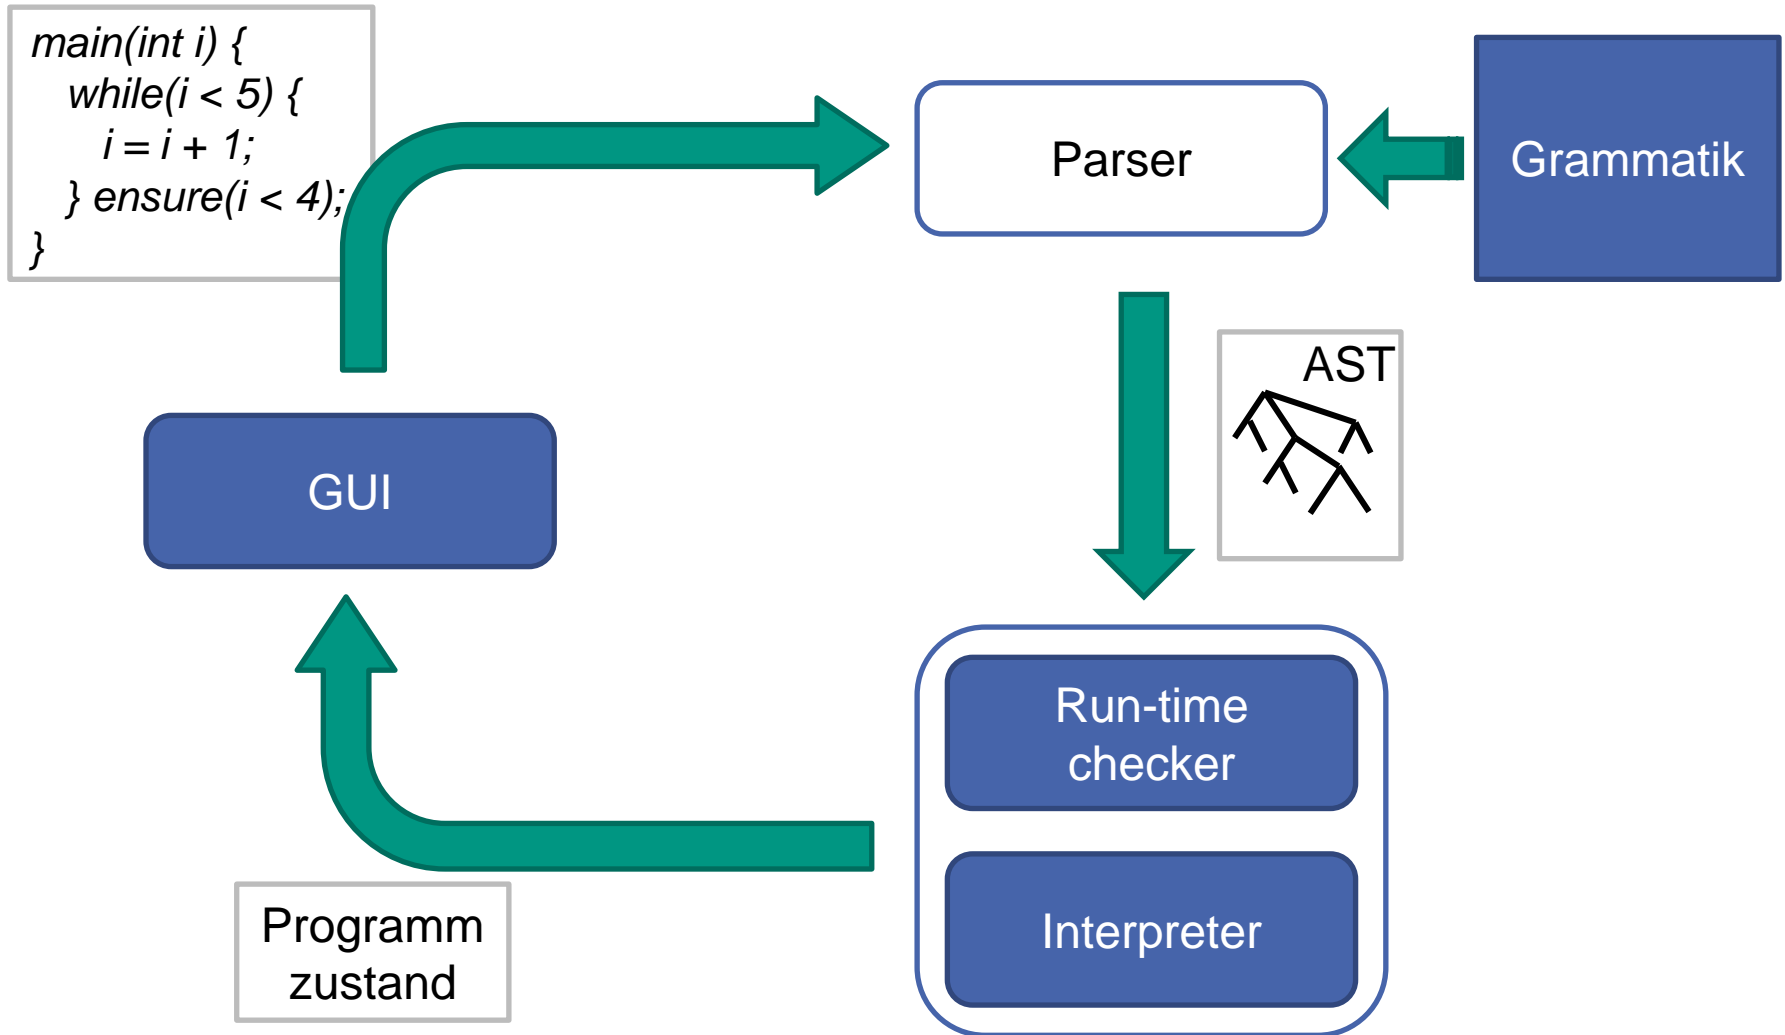 main(int i) {
while(i < 5) {
i = i + 1;
} ensure(i < 4);
}
Parser
Grammatik
AST
GUI
Run-time
checker
Interpreter
Programm
zustand